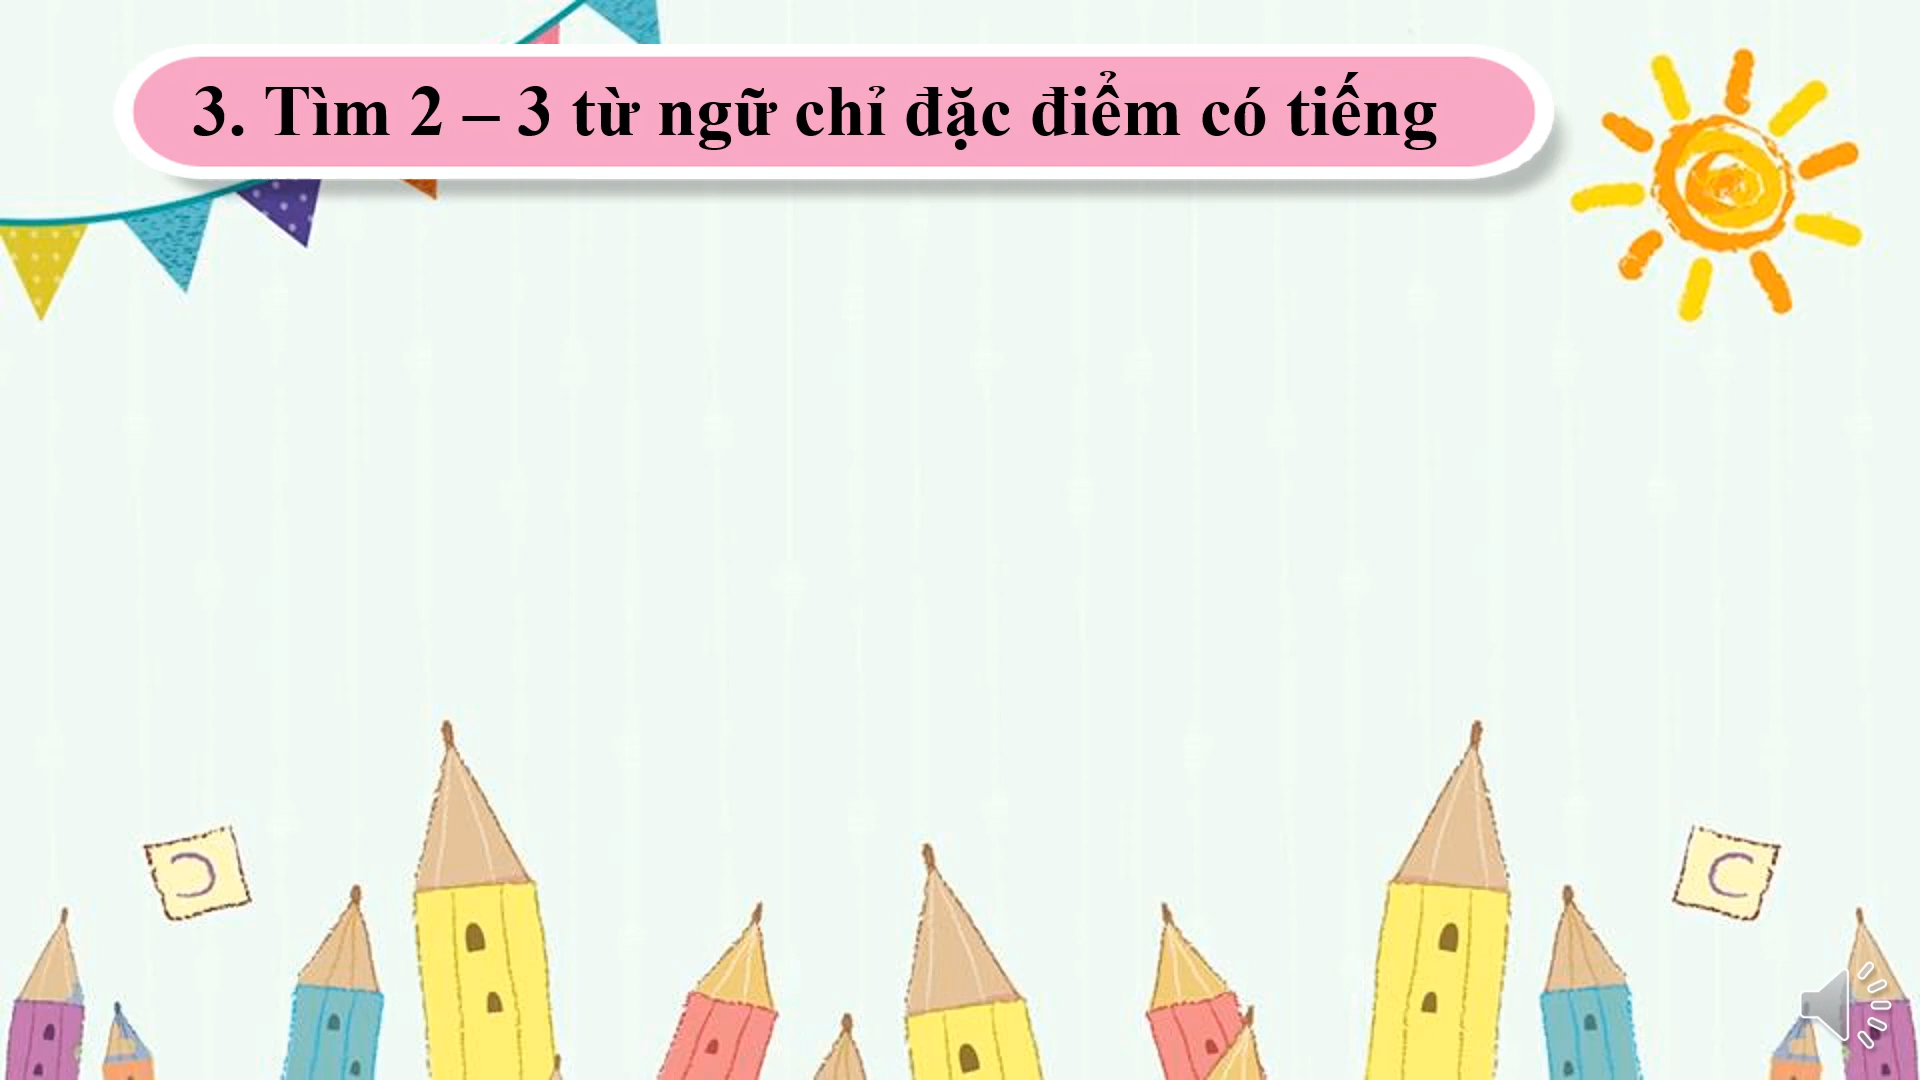 3. Tìm 2 – 3 từ ngữ chỉ đặc điểm có tiếng